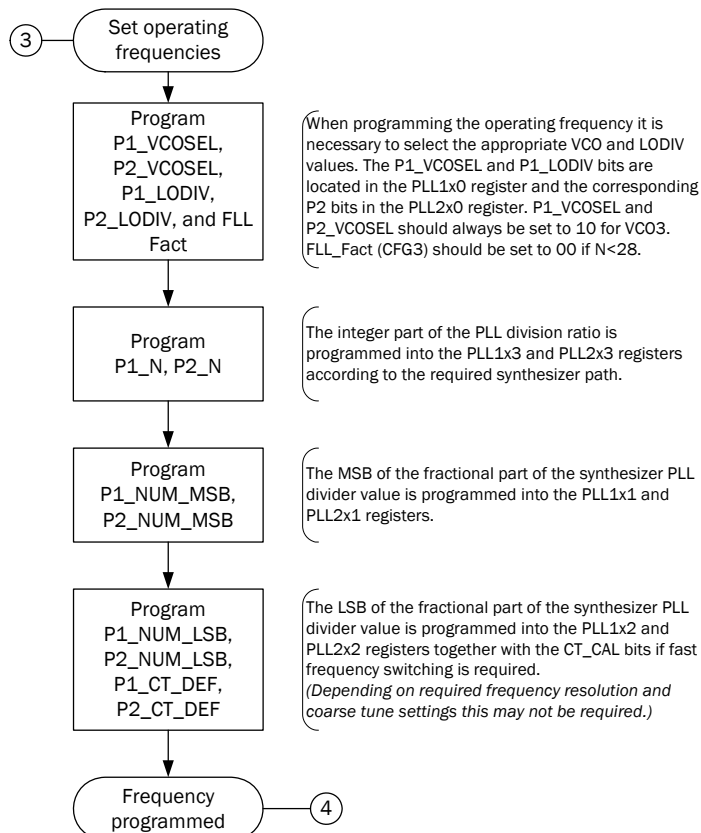 3
Set operating
frequencies
Program
P1_VCOSEL,
P2_VCOSEL,
P1_LODIV,
P2_LODIV, and FLL
Fact
When programming the operating frequency it is
necessary to select the appropriate VCO and LODIV
values. The P1_VCOSEL and P1_LODIV bits are
located in the PLL1x0 register and the corresponding
P2 bits in the PLL2x0 register. P1_VCOSEL and
P2_VCOSEL should always be set to 10 for VCO3.
FLL_Fact (CFG3) should be set to 00 if N<28.
Program
P1_N, P2_N
The integer part of the PLL division ratio is
programmed into the PLL1x3 and PLL2x3 registers
according to the required synthesizer path.
Program
P1_NUM_MSB,
P2_NUM_MSB
The MSB of the fractional part of the synthesizer PLL
divider value is programmed into the PLL1x1 and
PLL2x1 registers.
Program
P1_NUM_LSB,
P2_NUM_LSB,
P1_CT_DEF,
P2_CT_DEF
The LSB of the fractional part of the synthesizer PLL
divider value is programmed into the PLL1x2 and
PLL2x2 registers together with the CT_CAL bits if fast
frequency switching is required.
(Depending on required frequency resolution and
coarse tune settings this may not be required.)
Frequency
programmed
4